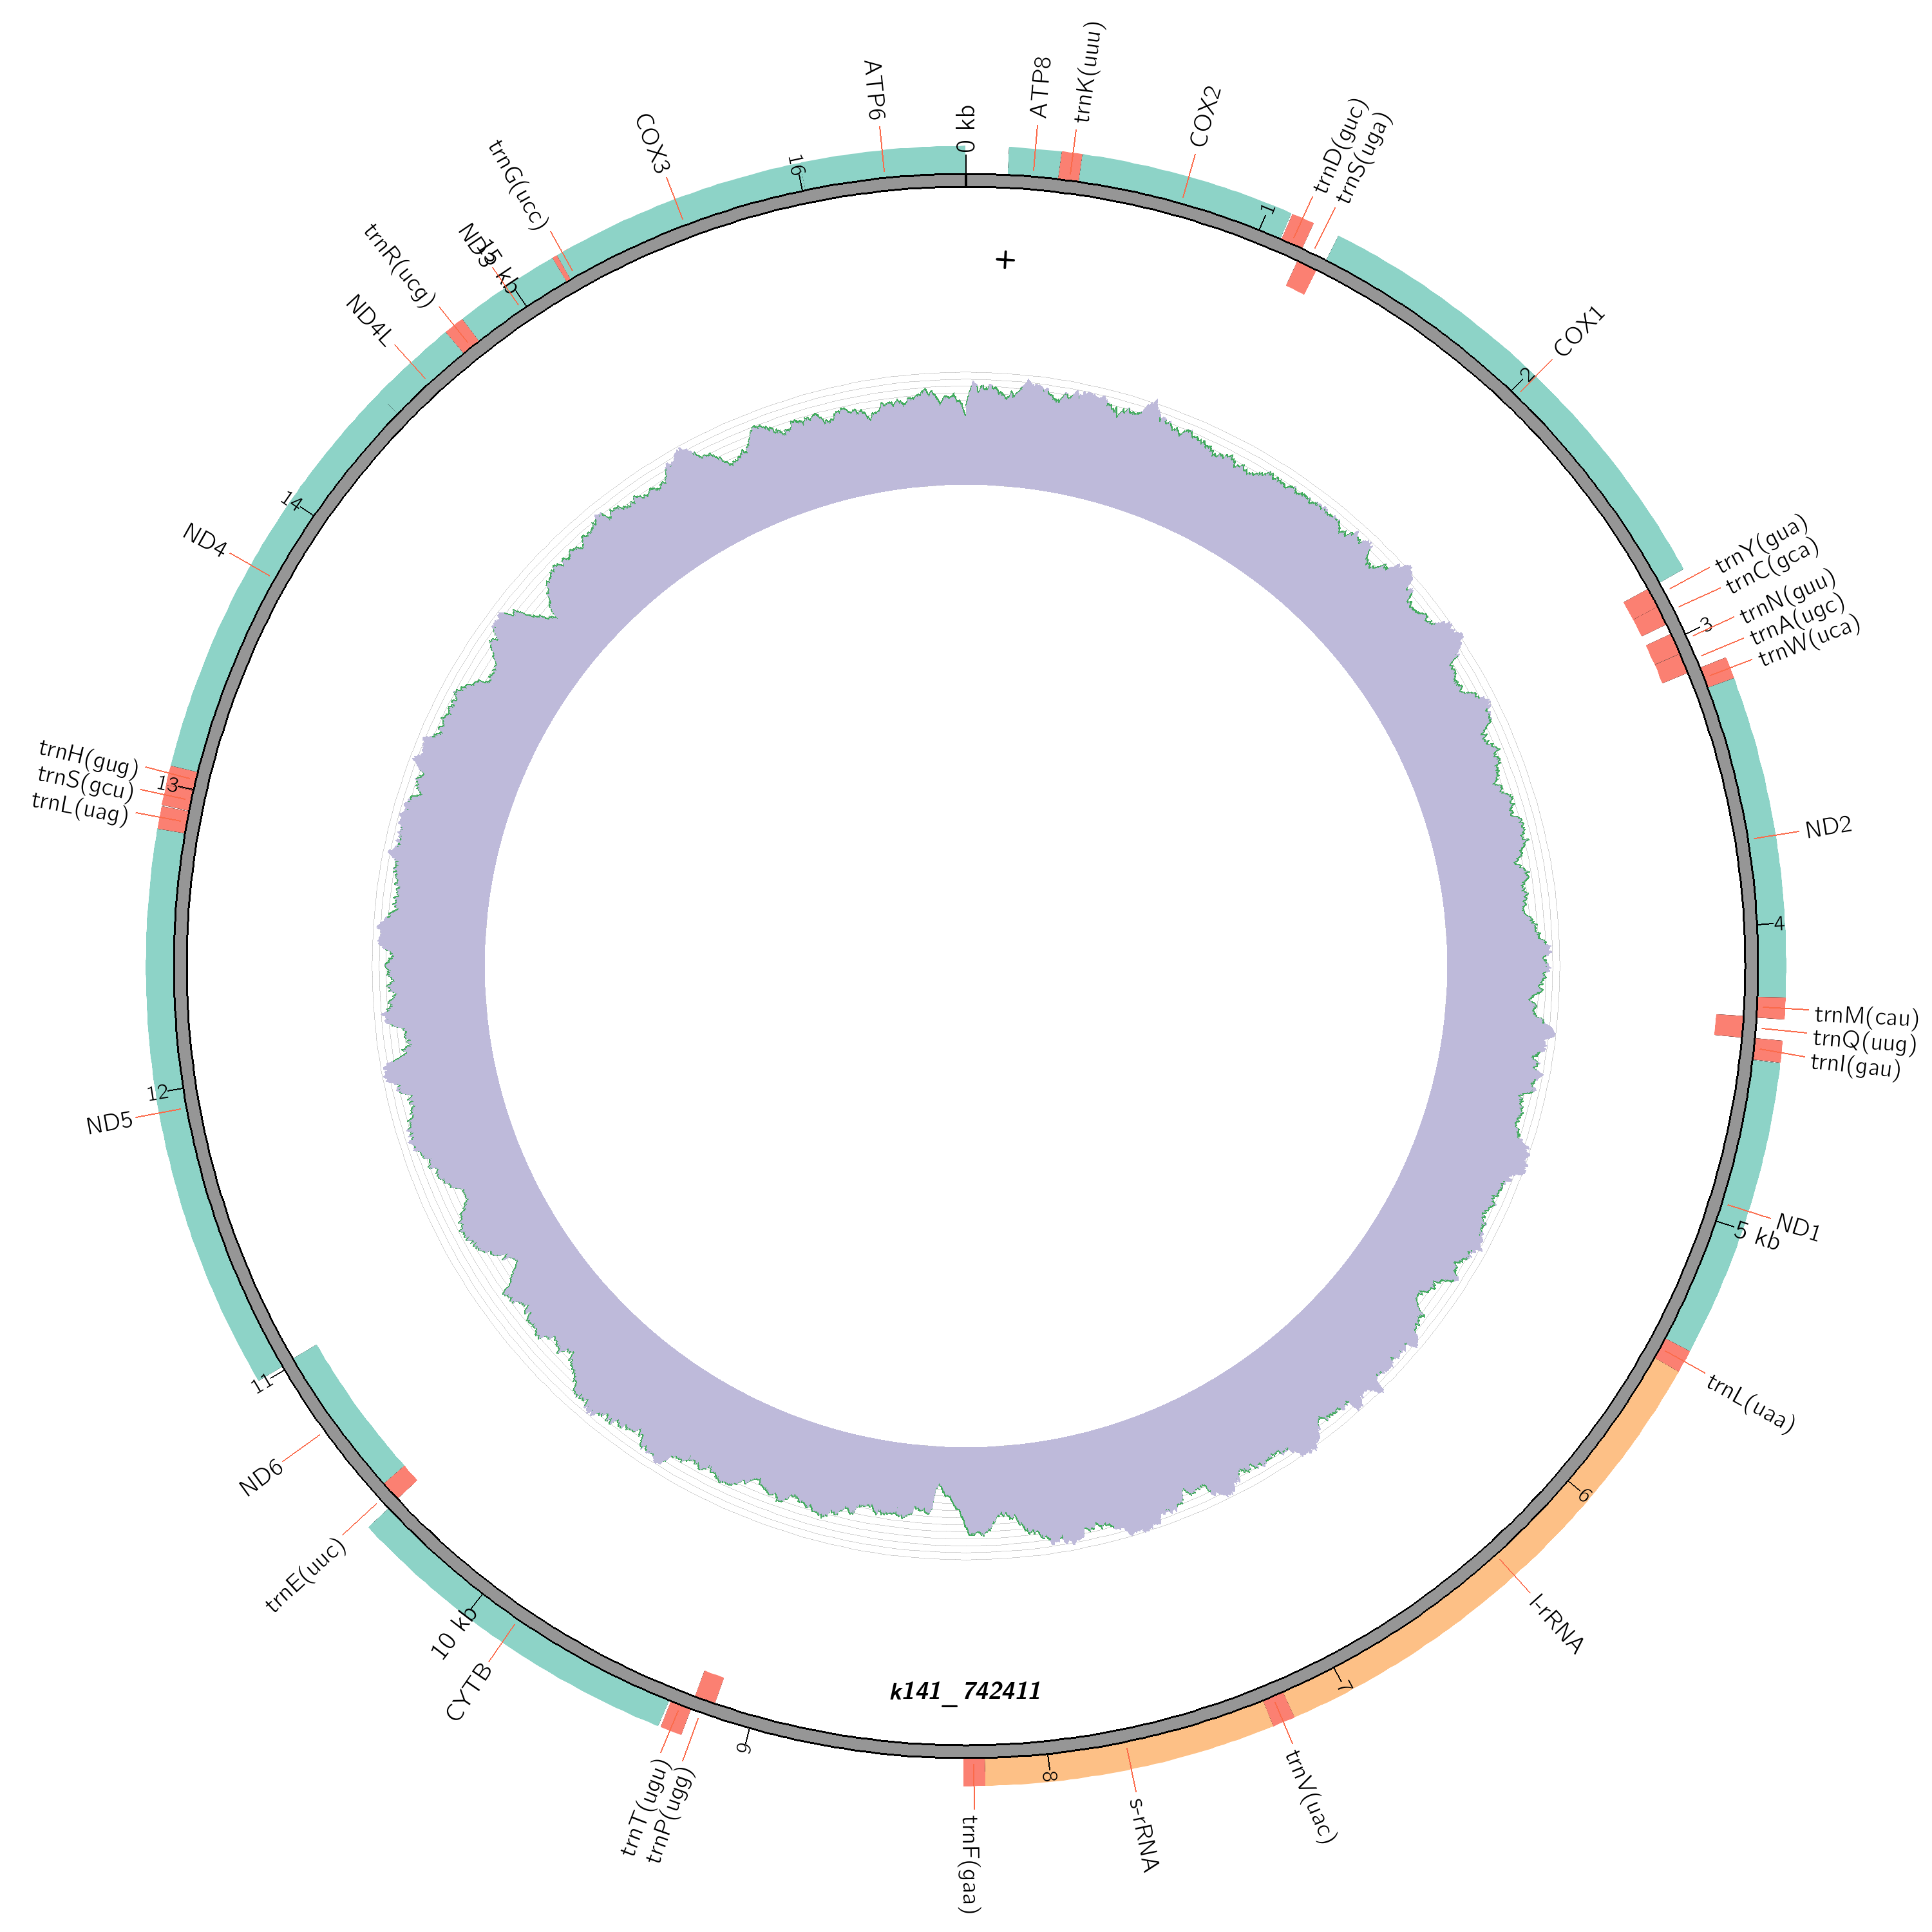 0 kb
ATP8
trnK(uuu)
COX2
1
trnD(guc)
trnS(uga)
COX1
2
trnY(gua)
trnC(gca)
trnN(guu)
3
trnA(ugc)
trnW(uca)
ND2
4
trnM(cau)
trnQ(uug)
trnI(gau)
ND1
5 kb
trnL(uaa)
6
l-rRNA
7
trnV(uac)
s-rRNA
8
trnF(gaa)
9
trnP(ugg)
trnT(ugu)
CYTB
10 kb
trnE(uuc)
ND6
11
ND5
12
trnL(uag)
trnS(gcu)
13
trnH(gug)
ND4
14
ND4L
trnR(ucg)
ND3
15 kb
trnG(ucc)
COX3
16
ATP6
+
k141_742411